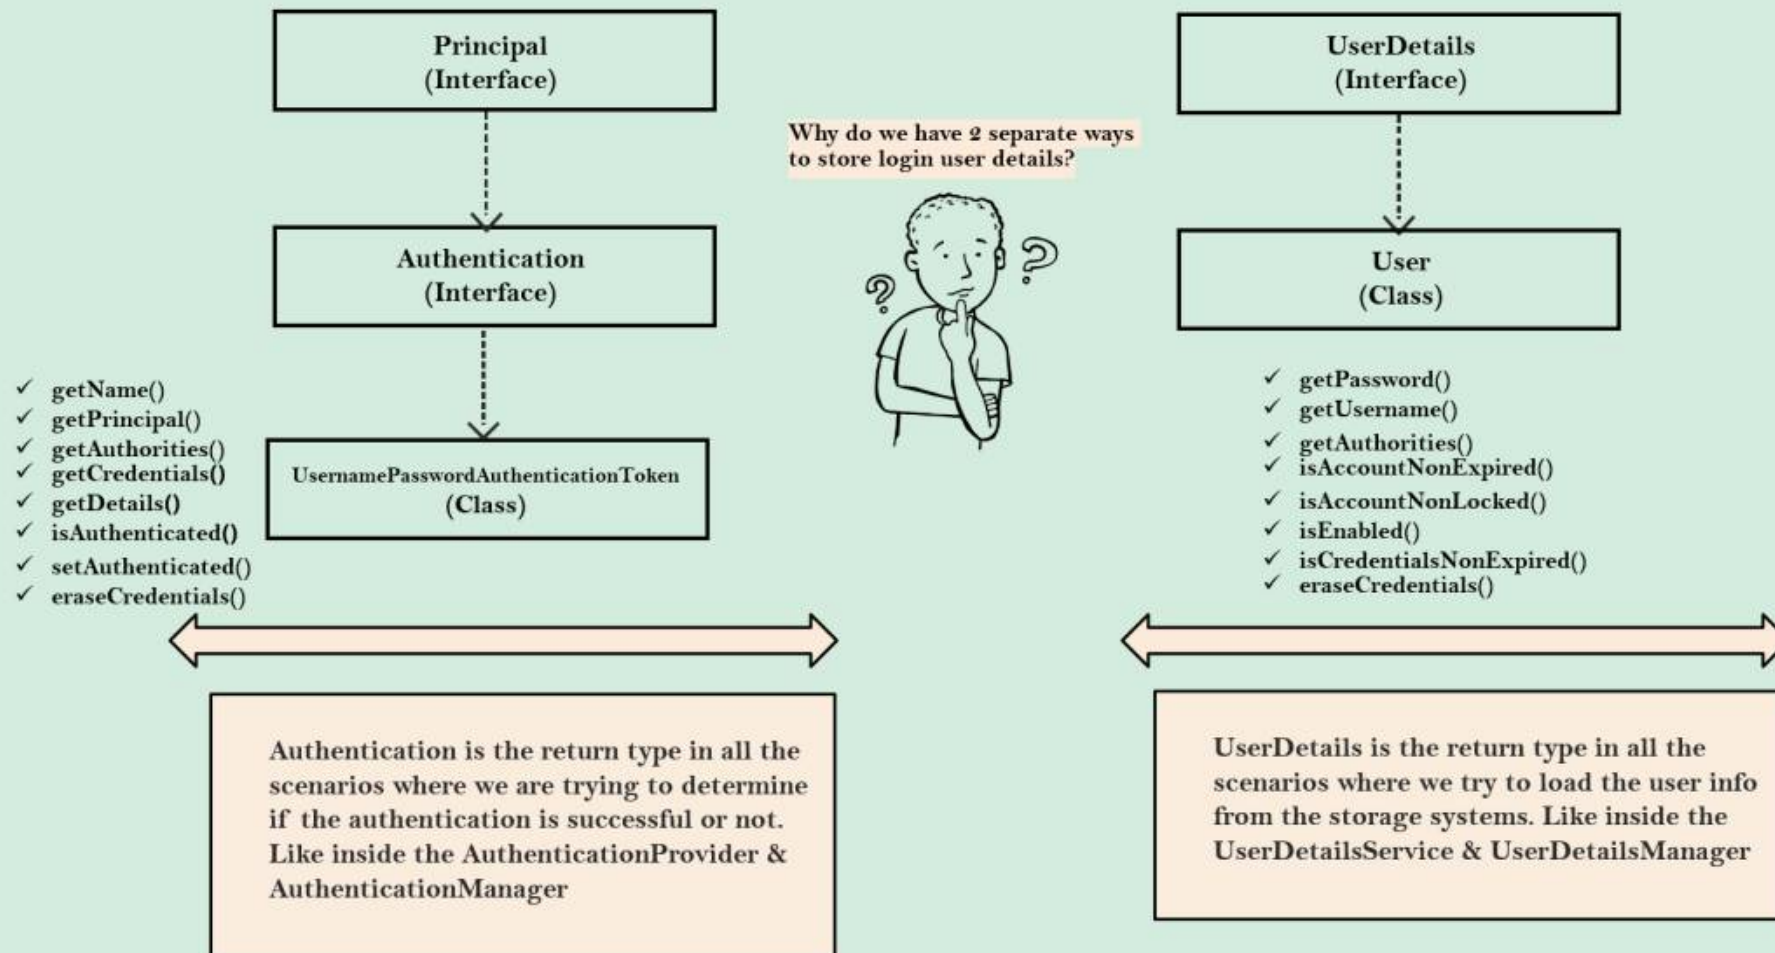 Principal
(Interface)
Authentication
(Interface)
UsernamePasswordAuthenticationToken
(Class)
✓ getName()
✓ getPrincipal()
✓ getAuthorities()
✓ getCredentials()
✓ getDetails()
✓ isAuthenticated()
✓ setAuthenticated()
✓ eraseCredentials()
Authentication is the return type in all the
scenarios where we are trying to determine
if the authentication is successful or not.
Like inside the AuthenticationProvider &
AuthenticationManager
Why do we have 2 separate ways
to store login user details?
?
?
UserDetails
(Interface)
User
(Class)
✓ getPassword()
✓ getUsername()
✓ getAuthorities()
✓ isAccountNonExpired()
✓ isAccountNonLocked()
✓ isEnabled()
✓ isCredentialsNonExpired()
✓ eraseCredentials()
UserDetails is the return type in all the
scenarios where we try to load the user info
from the storage systems. Like inside the
UserDetailsService & UserDetailsManager